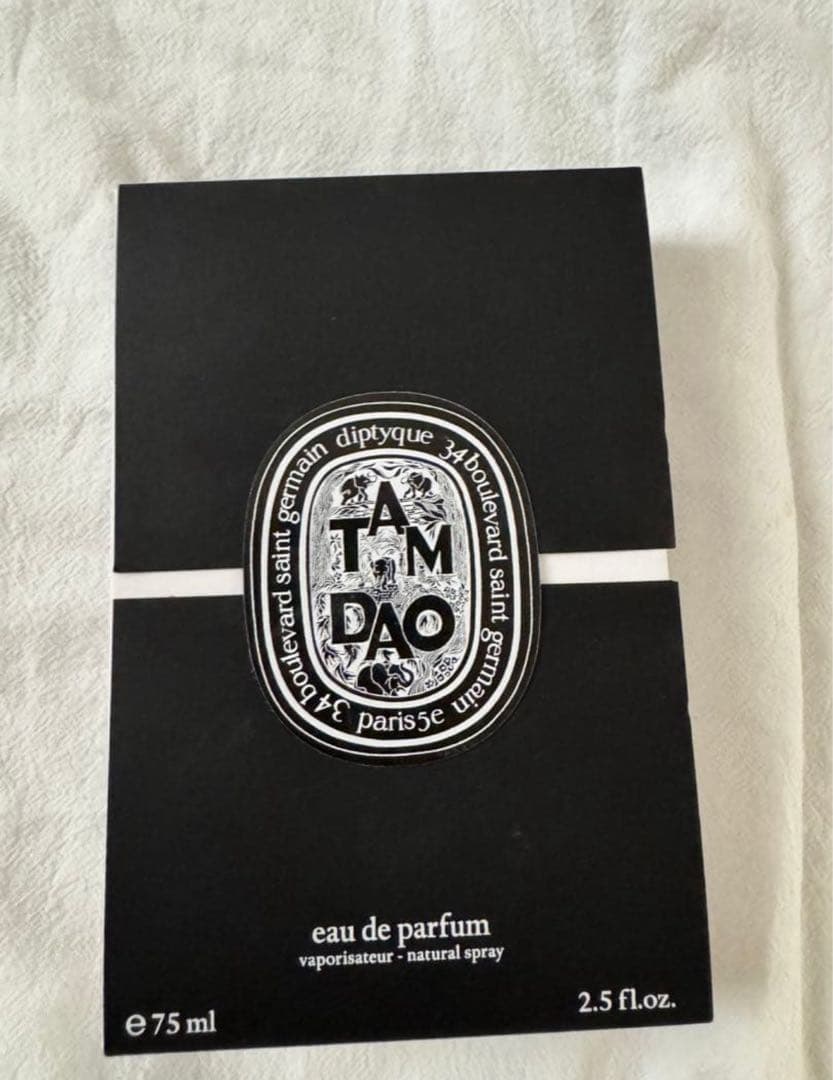 diptyque 34 boulevard saint germain paris 5e 34 boulevard saint germain
TAM
DAO
eau de parfum
vaporisateur - natural spray
e 75 ml
2.5 fl.oz.